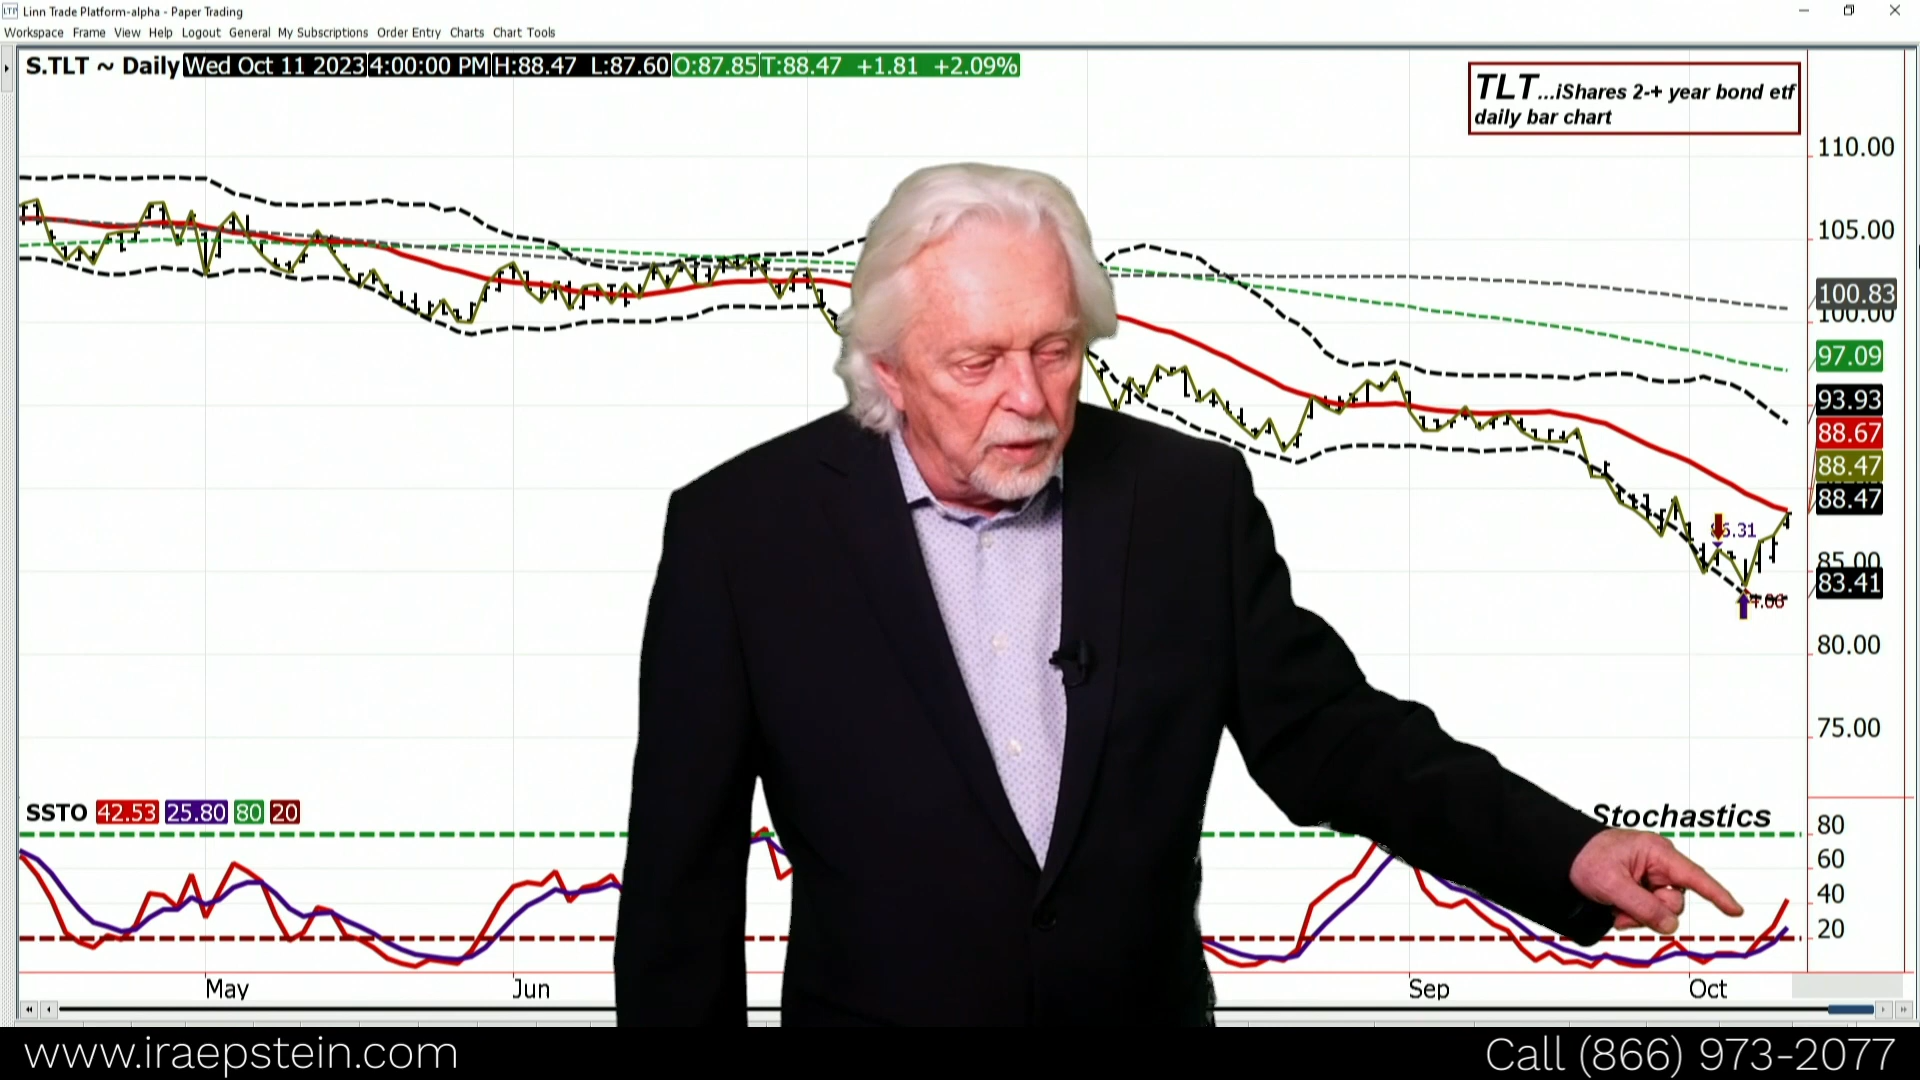 Linn Trade Platform-alpha - Paper Trading
Workspace Frame View Help Logout General My Subscriptions Order Entry Charts Chart Tools
S.TLT ~ Daily Wed Oct 11 2023 4:00:00 PM H:88.47 L:87.60 O:87.85 T:88.47 +1.81 +2.09%
TLT...iShares 2-+ year bond etf
daily bar chart
110.00
105.00
100.83
100.00
97.09
93.93
88.67
88.47
88.47
85.00
83.41
80.00
75.00
SSTO 42.53 25.80 80 20
Stochastics
80
60
40
20
May Jun Sep Oct
www.iraepstein.com
Call (866) 973-2077